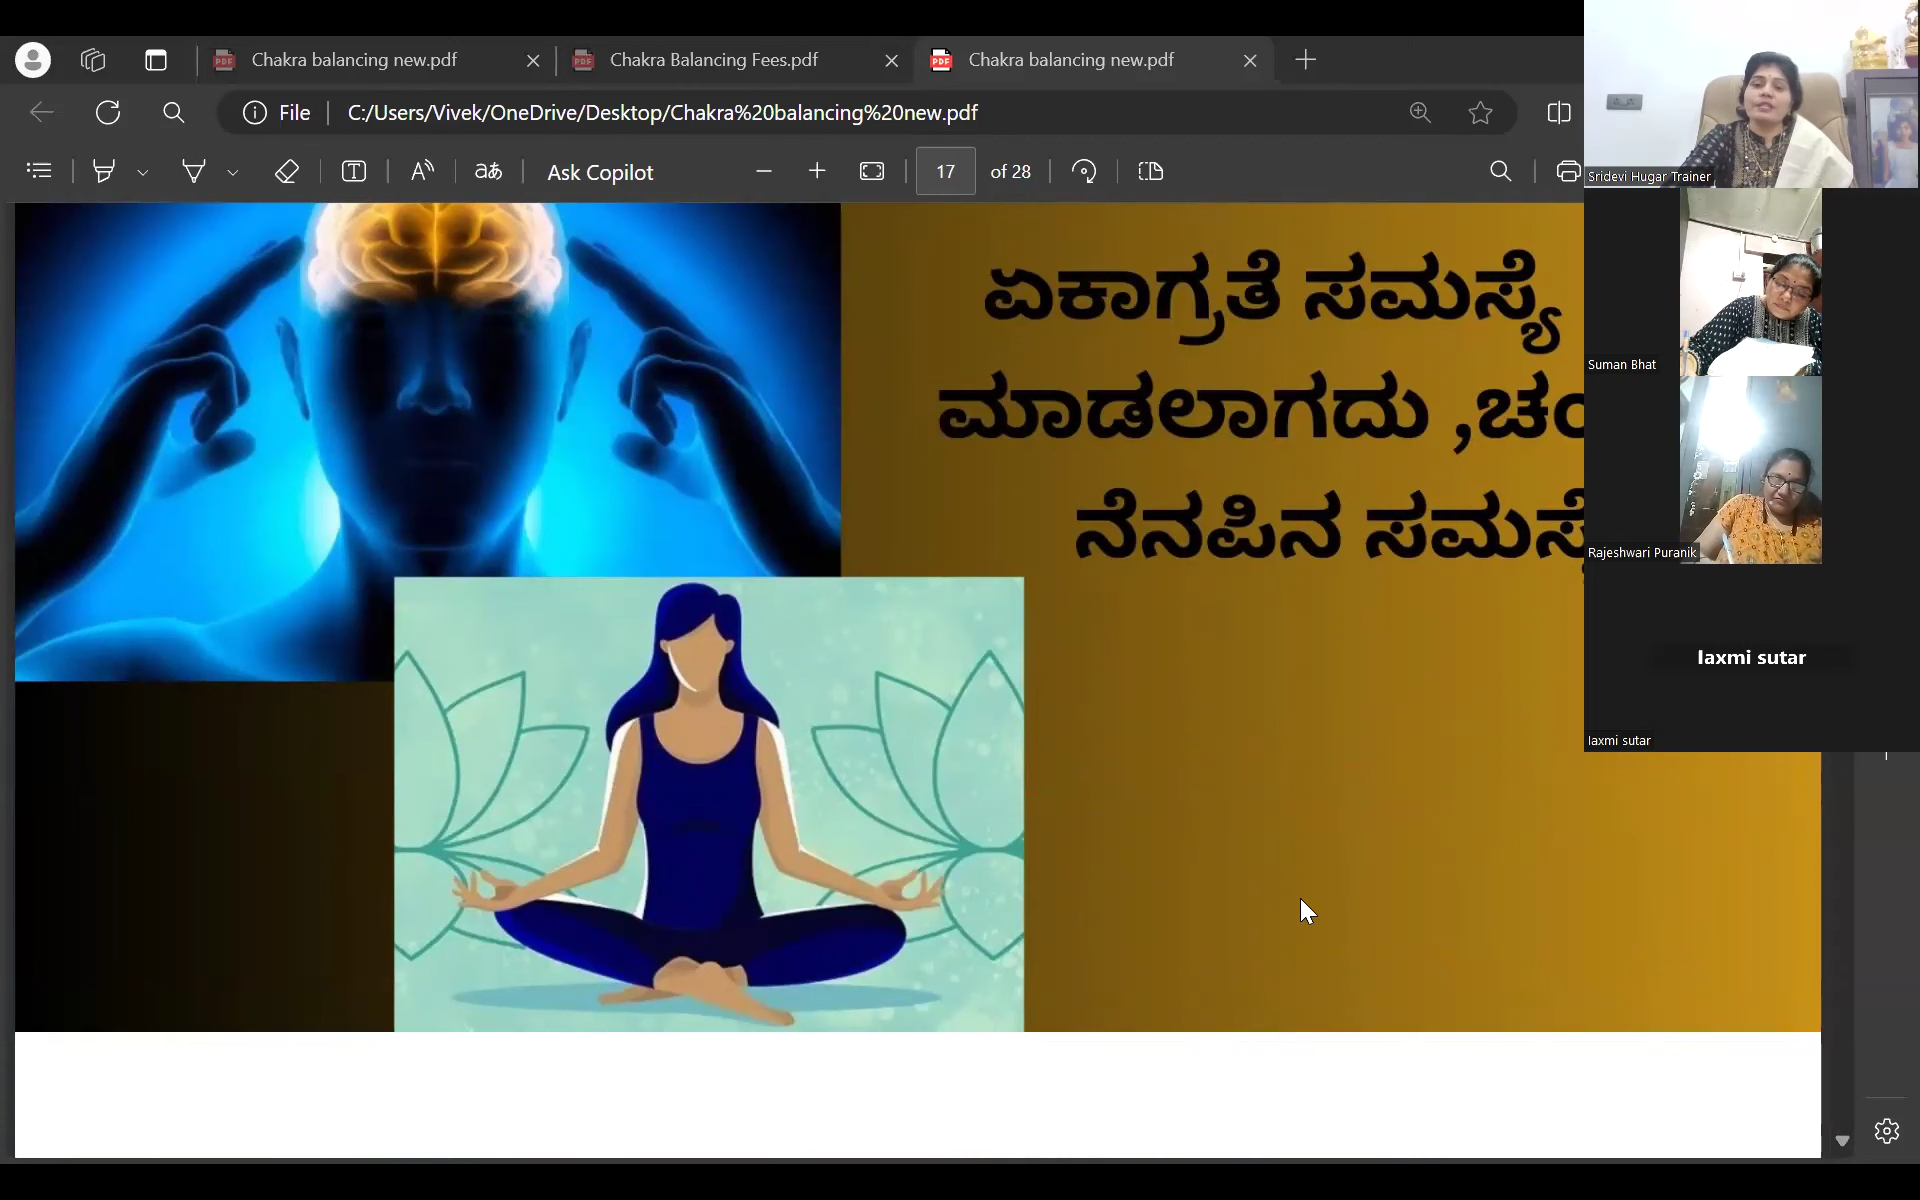 Chakra balancing new.pdf
Chakra Balancing Fees.pdf
Chakra balancing new.pdf
File
C:/Users/Vivek/OneDrive/Desktop/Chakra%20balancing%20new.pdf
Ask Copilot
17 of 28
ಏಕಾಗ್ರತೆ ಸಮಸ್ಯೆ
ಮಾಡಲಾಗದು ,
ನೆನಪಿನ
Sridevi Hugar Trainer
Suman Bhat
Rajeshwari Puranik
laxmi sutar
laxmi sutar